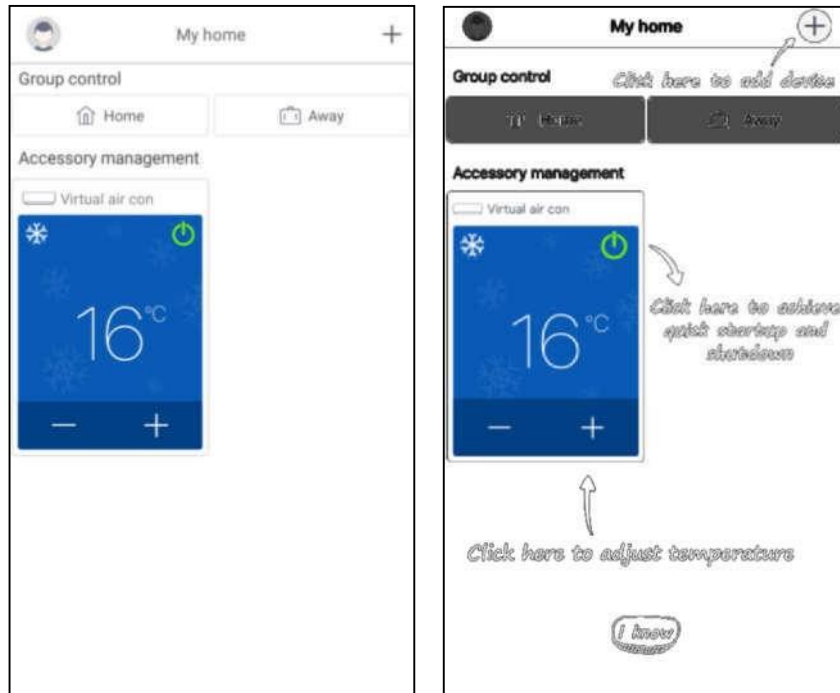 My home
Group control
Home Away
Accessory management
Virtual air con
16°C
− +
My home
Click here to add device
Group control
Home Away
Accessory management
Virtual air con
16°C
Click here to achieve
quick startup and
shutdown
− +
Click here to adjust temperature
I know